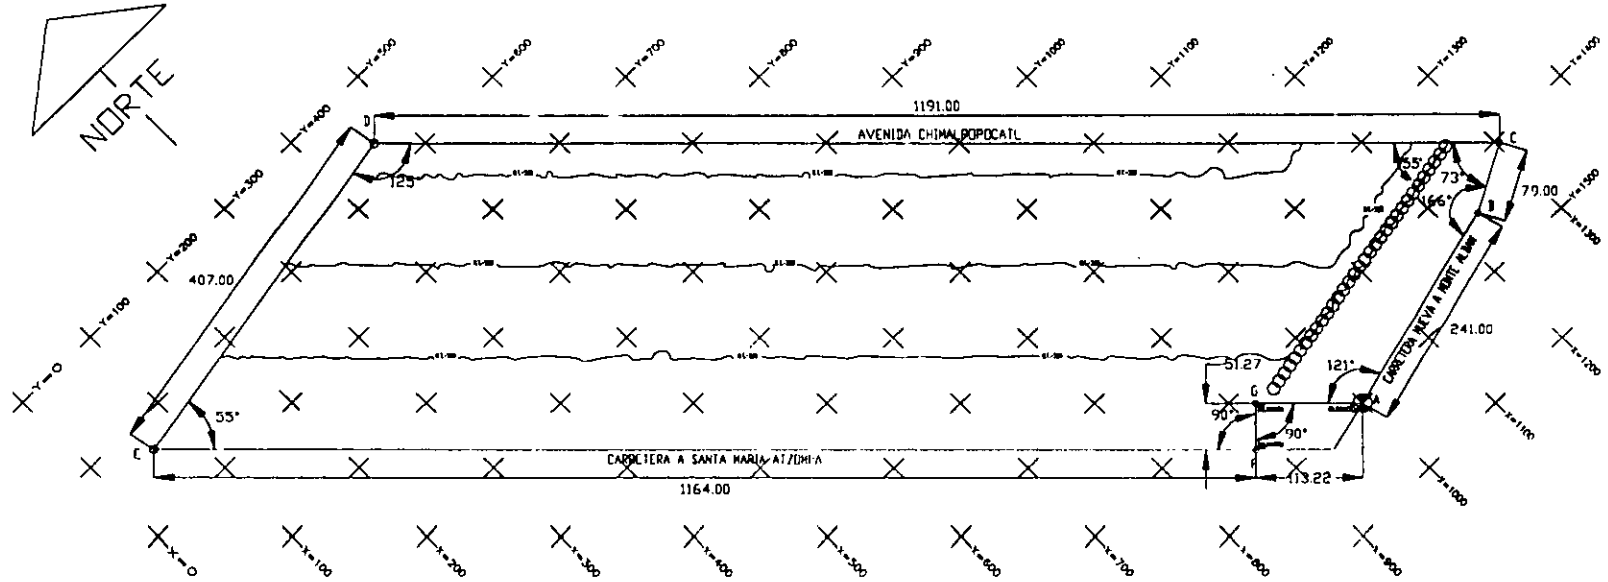 NORTE
Y=500
Y=600
Y=700
Y=800
Y=900
Y=1000
Y=1100
Y=1200
Y=1300
Y=1400
1191.00
D
AVENIDA CHIMALPOPOCATL
C
Y=400
125°
55°
73°
79.00
Y=300
166°
B
Y=1500
X=1300
Y=200
407.00
CARRETERA NUEVA A MONTE ALBAN
241.00
Y=100
X=1200
Y=0
51.27
121°
G
A
55°
90°
90°
X=1100
E
CARRETERA A SANTA MARIA
F
1164.00
113.22
X=1000
X=0
X=100
X=200
X=300
X=400
X=500
X=600
X=700
X=800
X=900